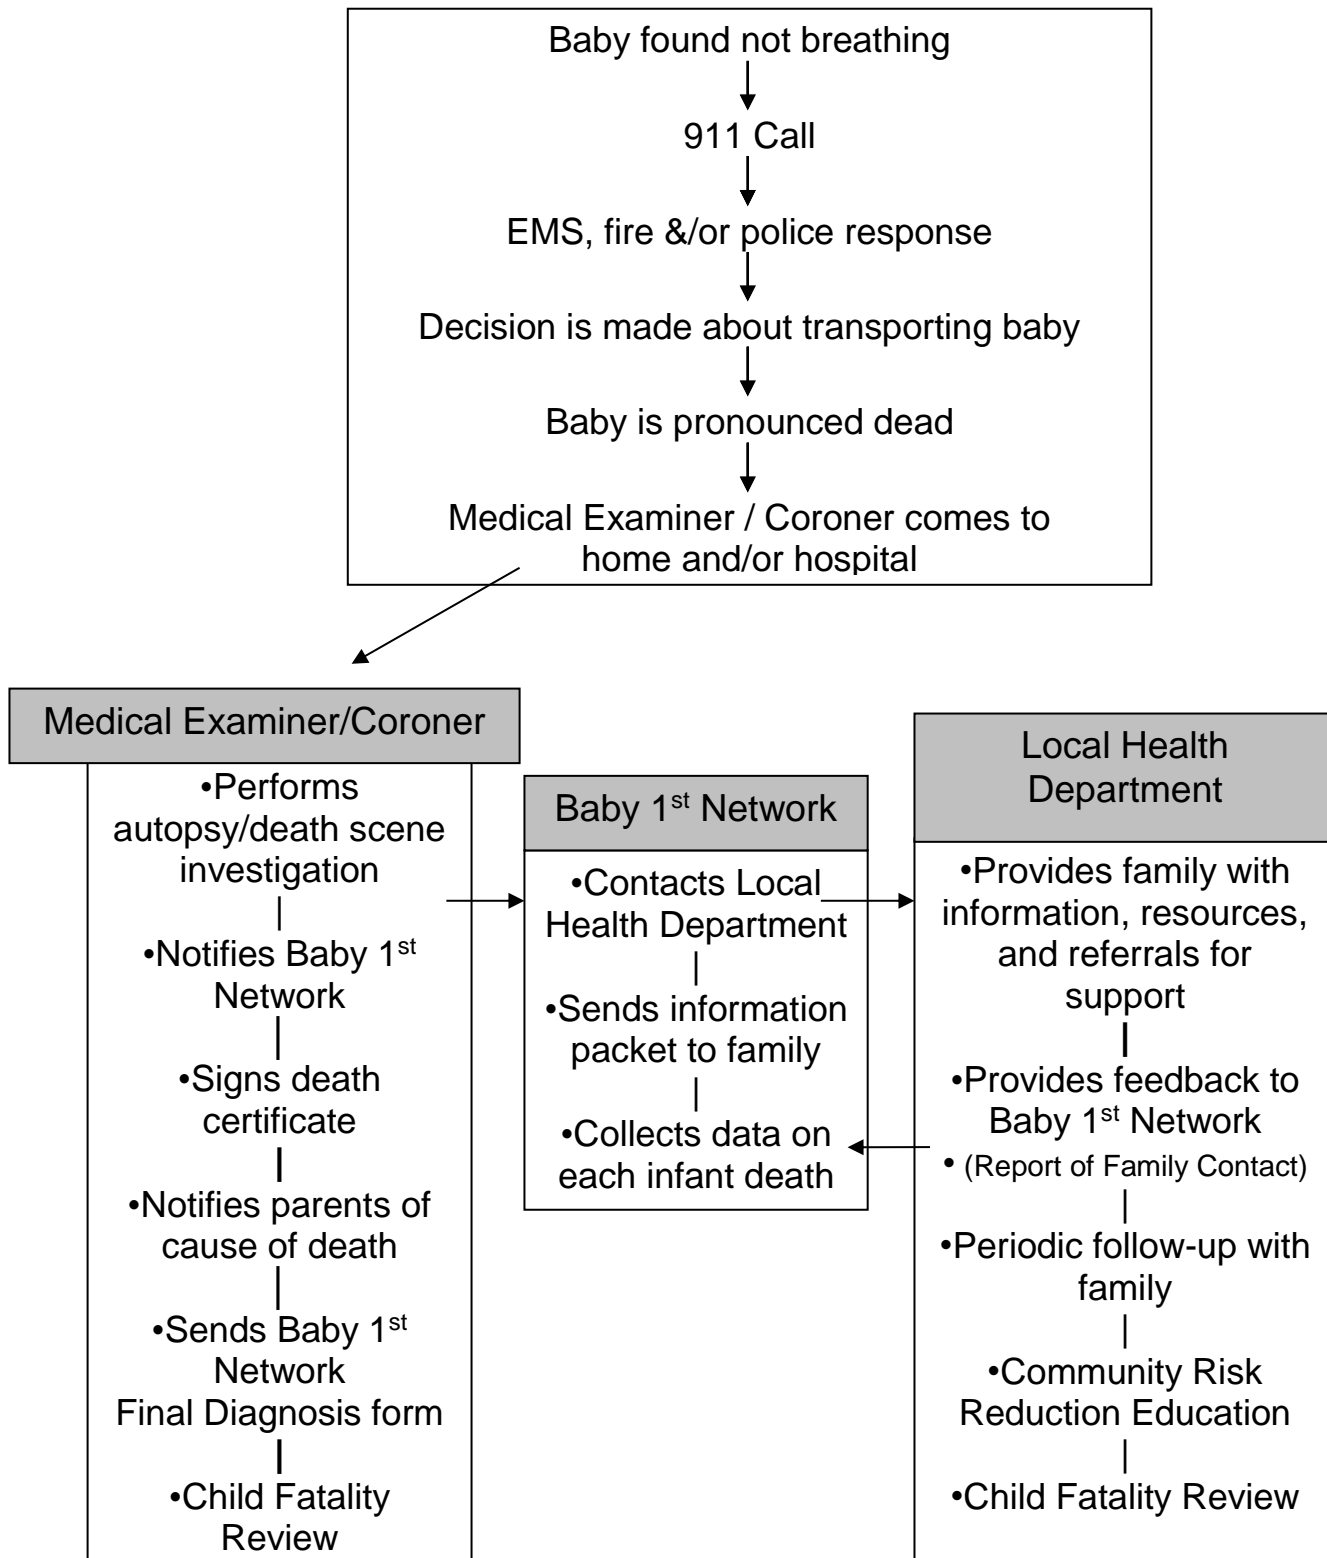 Baby found not breathing
911 Call
EMS, fire &/or police response
Decision is made about transporting baby
Baby is pronounced dead
Medical Examiner / Coroner comes to
home and/or hospital
Medical Examiner/Coroner
•Performs
autopsy/death scene
investigation
•Notifies Baby 1st
Network
•Signs death
certificate
•Notifies parents of
cause of death
•Sends Baby 1st
Network
Final Diagnosis form
•Child Fatality
Review
Baby 1st Network
•Contacts Local
Health Department
•Sends information
packet to family
•Collects data on
each infant death
Local Health
Department
•Provides family with
information, resources,
and referrals for
support
•Provides feedback to
Baby 1st Network
• (Report of Family Contact)
•Periodic follow-up with
family
•Community Risk
Reduction Education
•Child Fatality Review